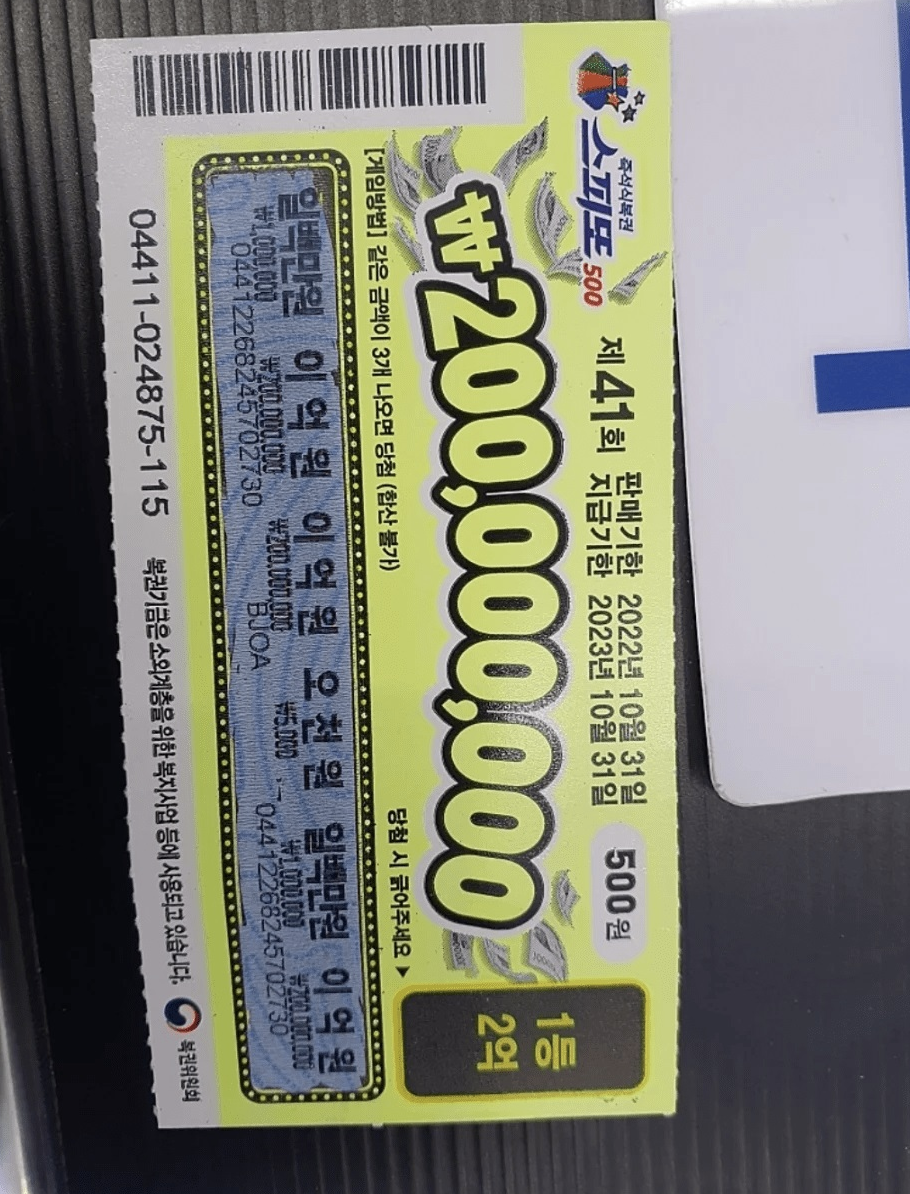 즉석식복권
스피또 500
제41회
판매기한 2022년 10월 31일
지급기한 2023년 10월 31일
500원
₩200,000,000
1등
2억
[게임방법] 같은 금액이 3개 나오면 당첨 (합산 불가)
당첨 시 긁어주세요 ▶
일백만원 이억원 이억원 오천원 일백만원 이억원
₩1,000,000 ₩200,000,000 ₩200,000,000 ₩5,000 ₩1,000,000 ₩200,000,000
04412268245702730 BJOA 04412268245702730
04411-024875-115 복권기금은 소외계층을 위한 복지사업 등에 사용되고 있습니다. 복권위원회